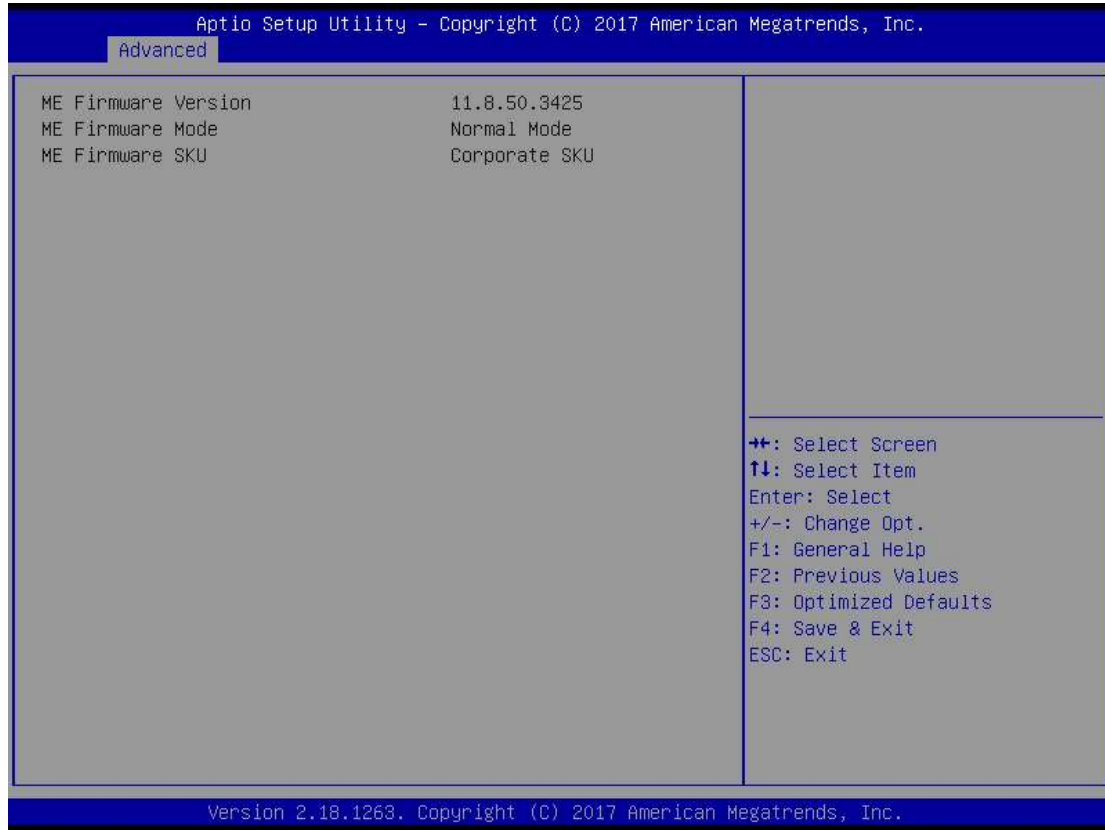 Aptio Setup Utility – Copyright (C) 2017 American Megatrends, Inc.
Advanced
ME Firmware Version 11.8.50.3425
ME Firmware Mode Normal Mode
ME Firmware SKU Corporate SKU
→←: Select Screen
↑↓: Select Item
Enter: Select
+/-: Change Opt.
F1: General Help
F2: Previous Values
F3: Optimized Defaults
F4: Save & Exit
ESC: Exit
Version 2.18.1263. Copyright (C) 2017 American Megatrends, Inc.